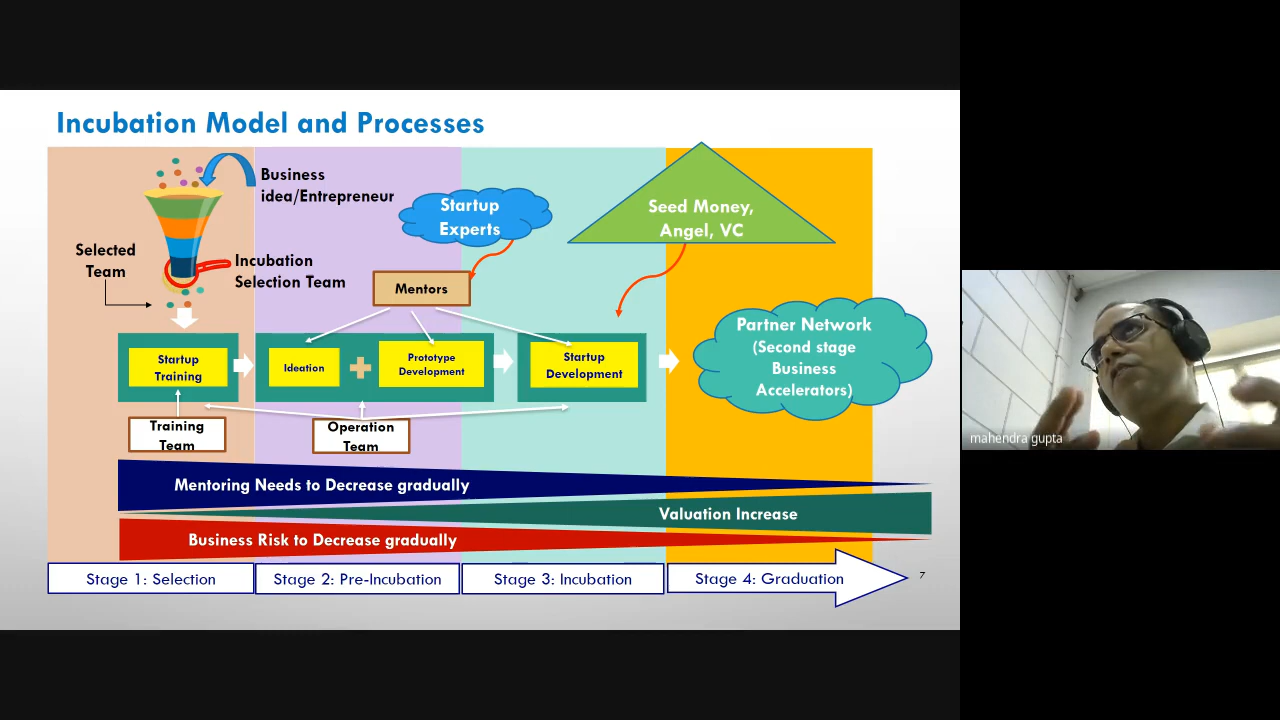 Incubation Model and Processes
Business
idea/Entrepreneur
Startup
Experts
Seed Money,
Angel, VC
Selected
Team
Incubation
Selection Team
Mentors
Partner Network
(Second stage
Business
Accelerators)
Startup
Training
Ideation
Prototype
Development
Startup
Development
Training
Team
Operation
Team
Mentoring Needs to Decrease gradually
Valuation Increase
Business Risk to Decrease gradually
Stage 1: Selection
Stage 2: Pre-Incubation
Stage 3: Incubation
Stage 4: Graduation
7
mahendra gupta